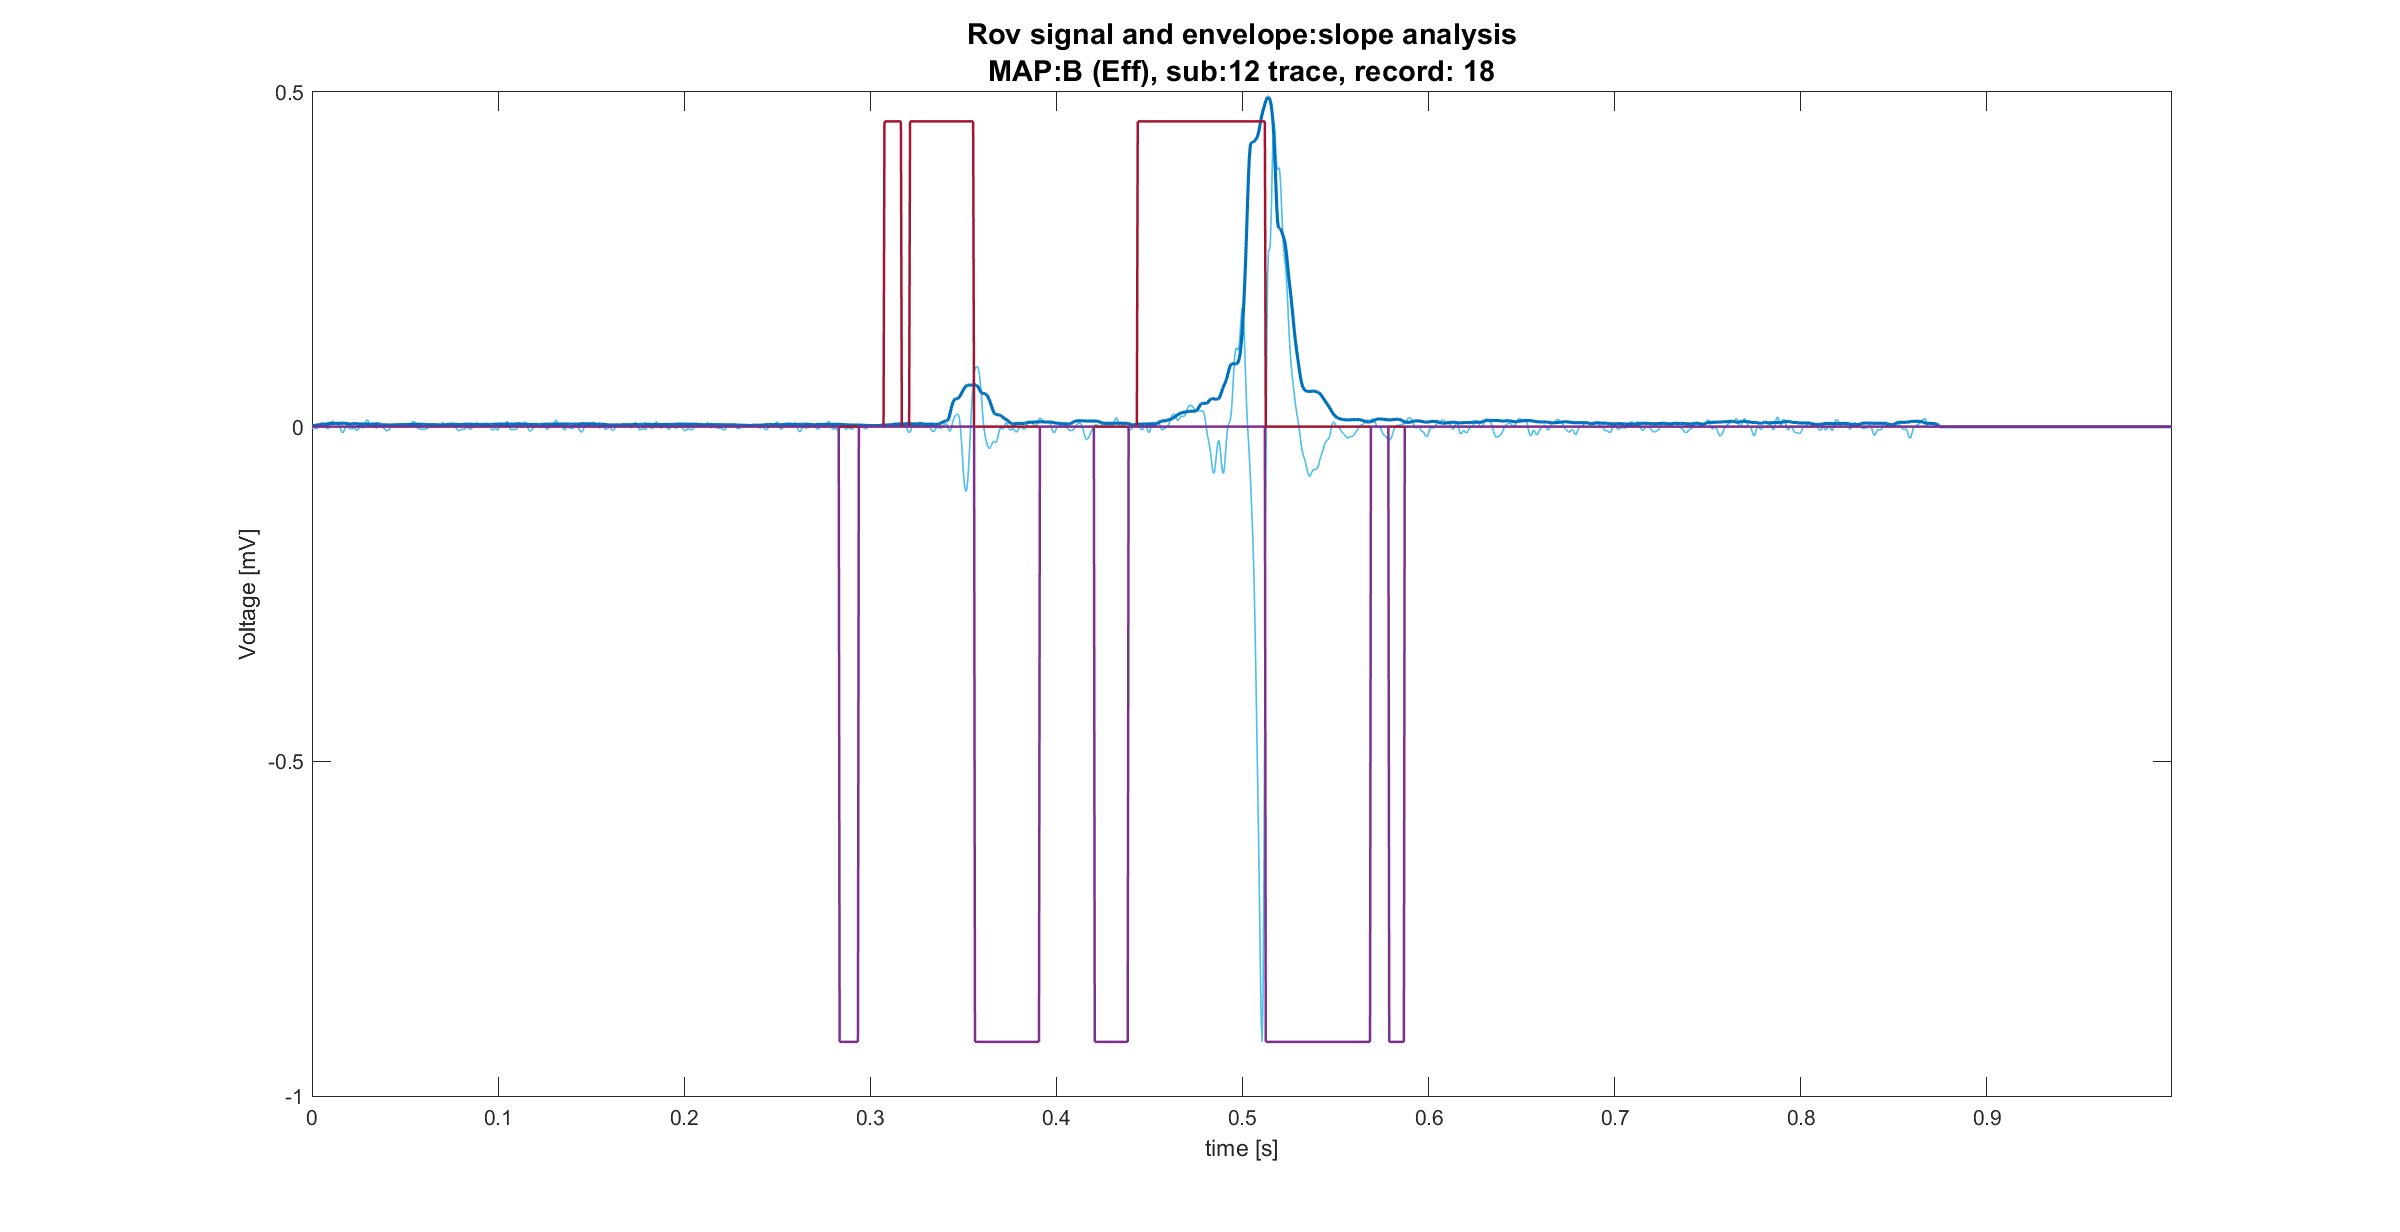 Rov signal and envelope:slope analysis
MAP:B (Eff), sub:12 trace, record: 18
0.5
0
-0.5
-1
Voltage [mV]
0 0.1 0.2 0.3 0.4 0.5 0.6 0.7 0.8 0.9
time [s]